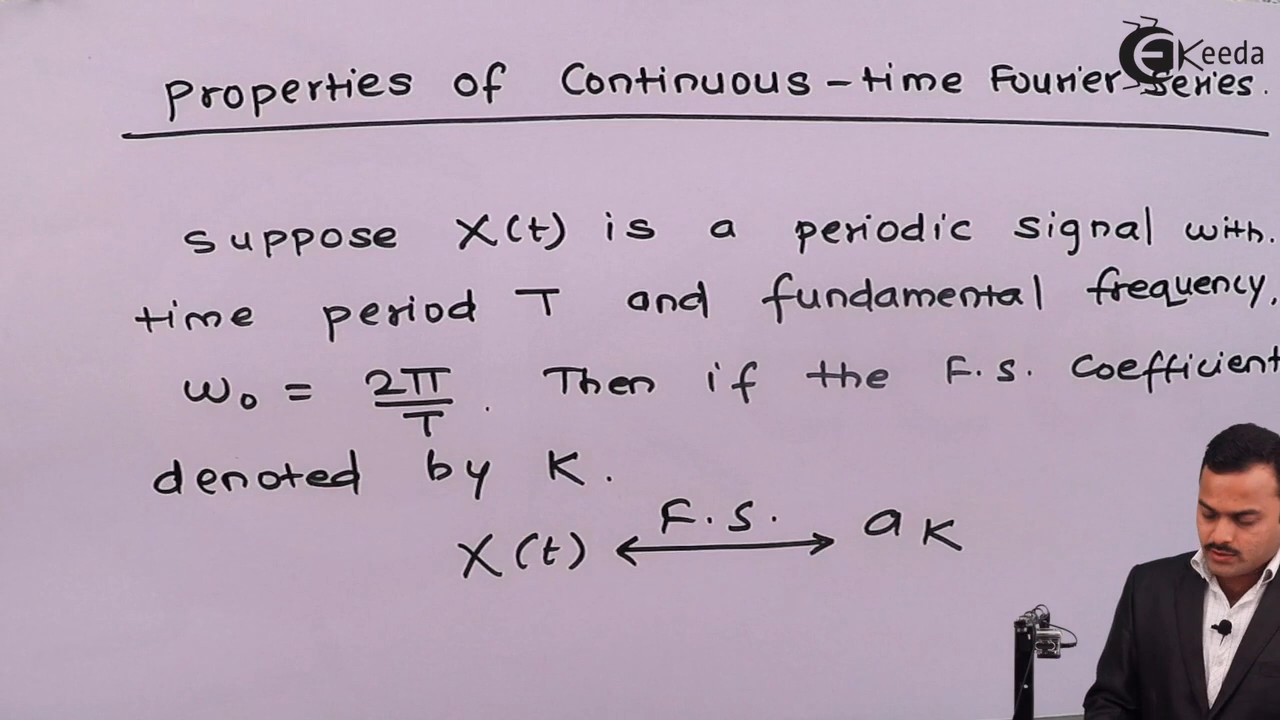 Properties of Continuous-time Fourier Series.
EKeeda
Suppose X(t) is a periodic signal with.
time period T and fundamental frequency,
ω₀ = 2π/T. Then if the F.S. Coefficient
denoted by K.
X(t) ⟷ aK
F.S.